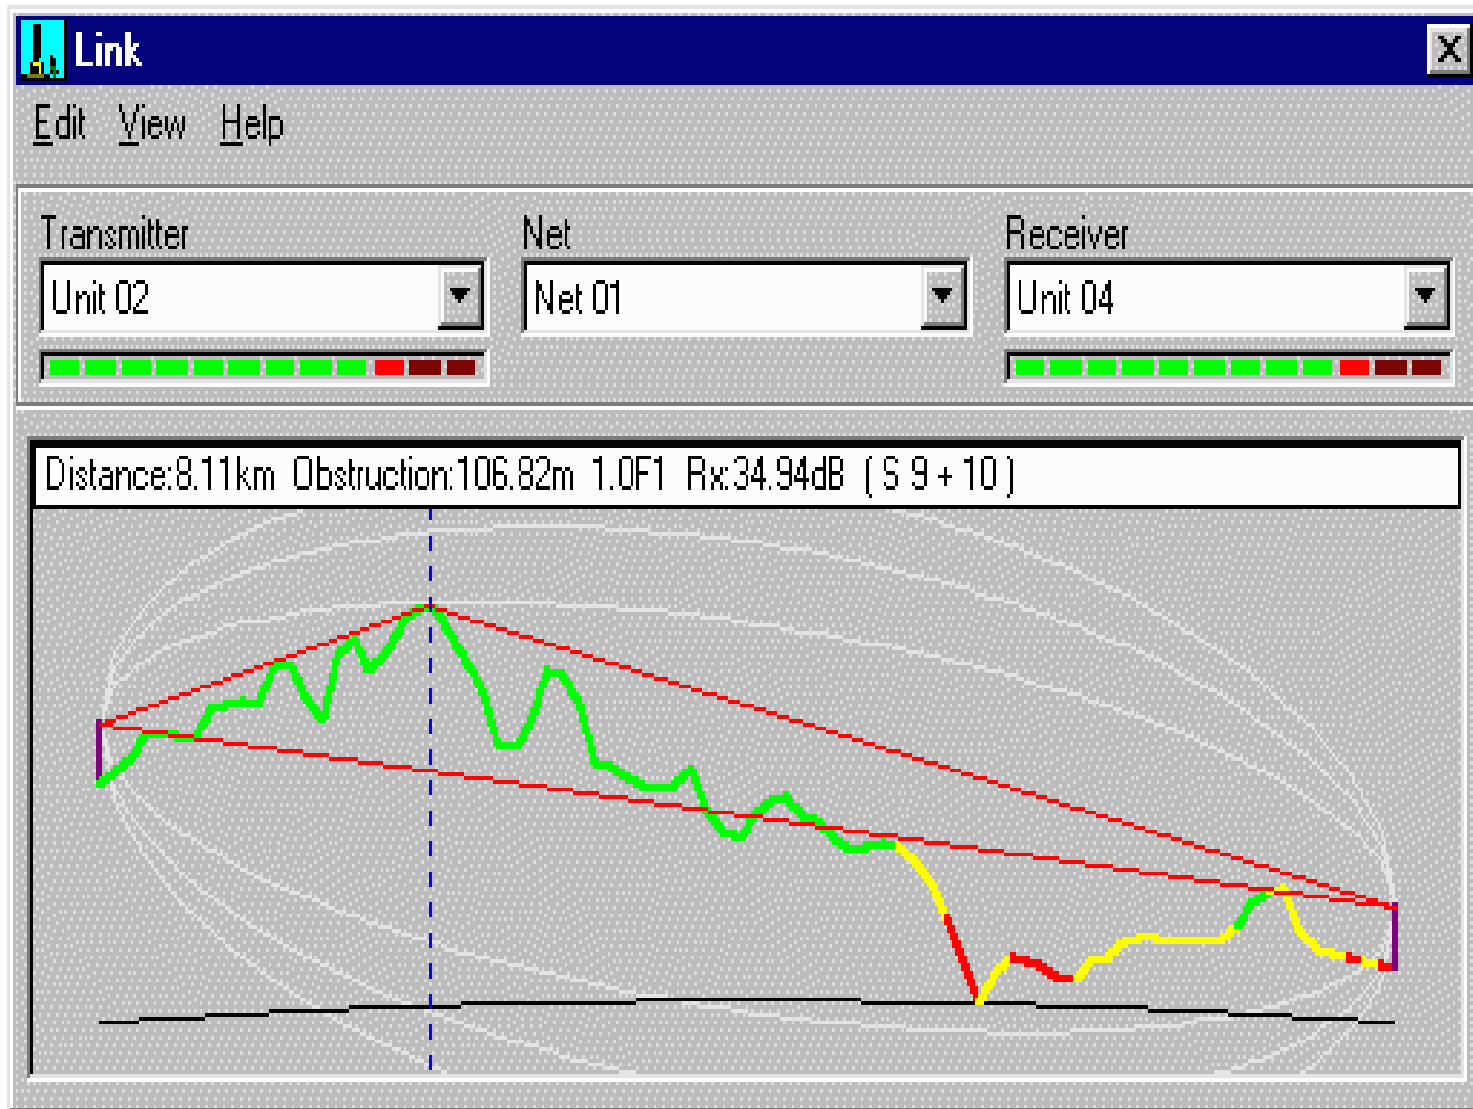 Link
Edit View Help
Transmitter Net Receiver
Unit 02 Net 01 Unit 04
Distance:8.11km Obstruction:106.82m 1.0F1 Rx:34.94dB ( S 9 + 10 )